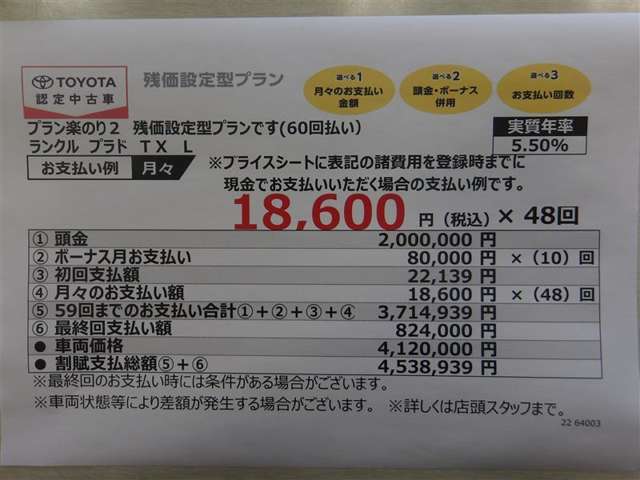 TOYOTA
認定中古車
残価設定型プラン
選べる1
月々のお支払い
金額
選べる2
頭金・ボーナス
併用
選べる3
お支払い回数
プラン楽のり2 残価設定型プランです(60回払い)
ランクル プラド TX L
実質年率
5.50%
お支払い例 月々
※プライスシートに表記の諸費用を登録時までに
現金でお支払いいただく場合の支払い例です。
18,600 円(税込)×48回
① 頭金 2,000,000 円
② ボーナス月お支払い 80,000 円 ×(10)回
③ 初回支払額 22,139 円
④ 月々のお支払い額 18,600 円 ×(48)回
⑤ 59回までのお支払い合計①+②+③+④ 3,714,939 円
⑥ 最終回支払い額 824,000 円
● 車両価格 4,120,000 円
● 割賦支払総額⑤+⑥ 4,538,939 円
※最終回のお支払い時には条件がある場合がございます。
※車両状態等により差額が発生する場合がございます。 ※詳しくは店頭スタッフまで。
22 64003